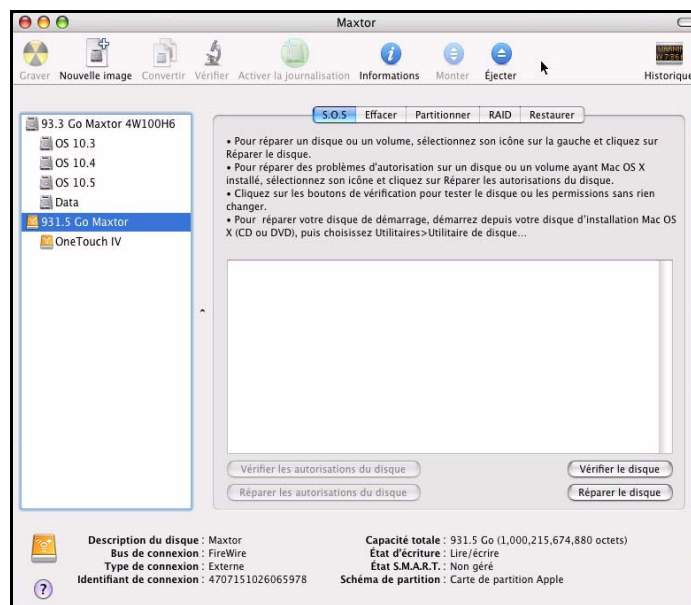 Maxtor
Graver Nouvelle image Convertir Vérifier Activer la journalisation Informations Monter Éjecter Historique
S.O.S Effacer Partitionner RAID Restaurer
93.3 Go Maxtor 4W100H6
OS 10.3
OS 10.4
OS 10.5
Data
931.5 Go Maxtor
OneTouch IV
• Pour réparer un disque ou un volume, sélectionnez son icône sur la gauche et cliquez sur
Réparer le disque.
• Pour réparer des problèmes d'autorisation sur un disque ou un volume ayant Mac OS X
installé, sélectionnez son icône et cliquez sur Réparer les autorisations du disque.
• Cliquez sur les boutons de vérification pour tester le disque ou les permissions sans rien
changer.
• Pour réparer votre disque de démarrage, démarrez depuis votre disque d'installation Mac OS
X (CD ou DVD), puis choisissez Utilitaires>Utilitaire de disque...
Vérifier les autorisations du disque Vérifier le disque
Réparer les autorisations du disque Réparer le disque
Description du disque : Maxtor
Bus de connexion : FireWire
Type de connexion : Externe
Identifiant de connexion : 4707151026065978
Capacité totale : 931.5 Go (1,000,215,674,880 octets)
État d'écriture : Lire/écrire
État S.M.A.R.T. : Non géré
Schéma de partition : Carte de partition Apple
?